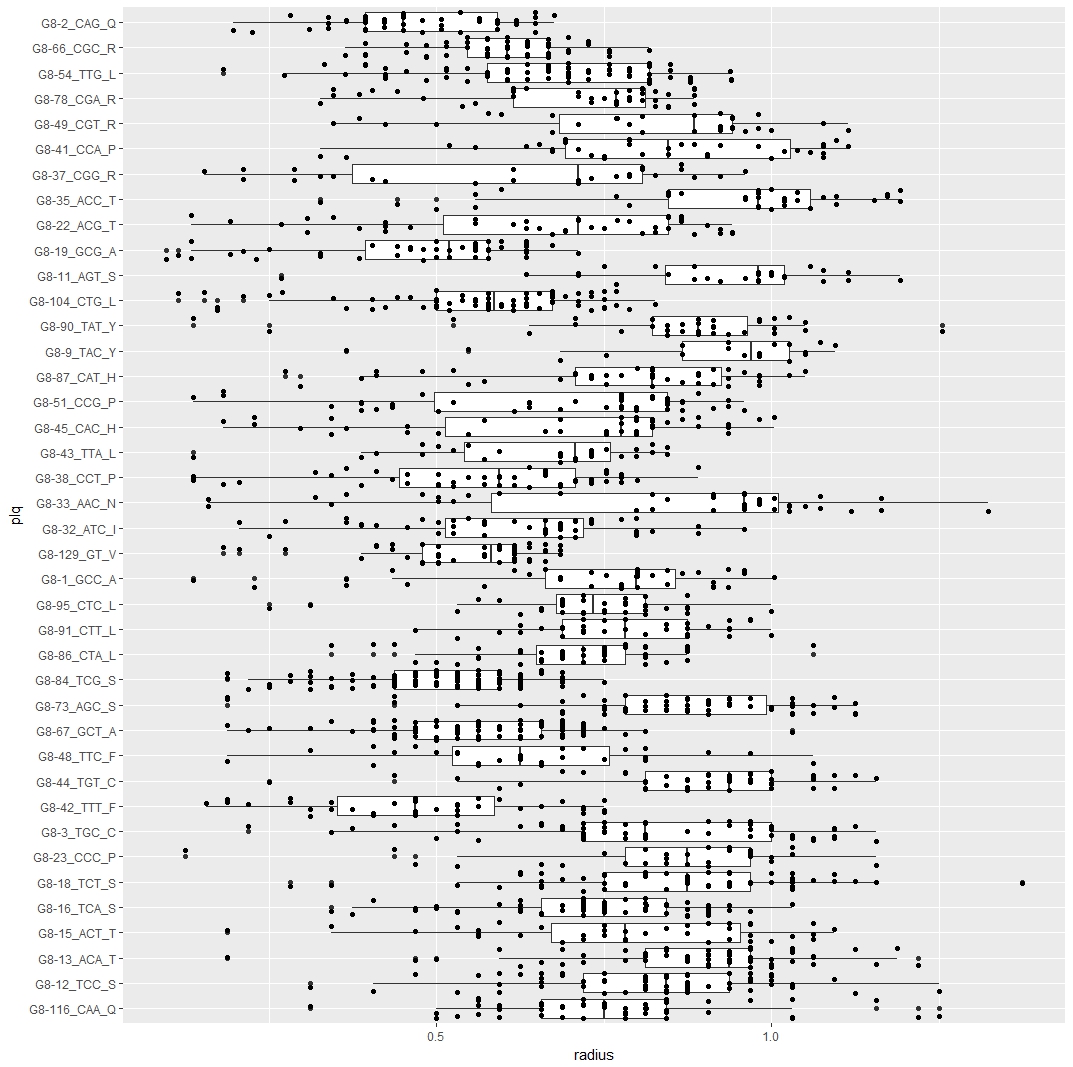 G8-2_CAG_Q
G8-66_CGC_R
G8-54_TTG_L
G8-78_CGA_R
G8-49_CGT_R
G8-41_CCA_P
G8-37_CGG_R
G8-35_ACC_T
G8-22_ACG_T
G8-19_GCG_A
G8-11_AGT_S
G8-104_CTG_L
G8-90_TAT_Y
G8-9_TAC_Y
G8-87_CAT_H
G8-51_CCG_P
G8-45_CAC_H
G8-43_TTA_L
G8-38_CCT_P
G8-33_AAC_N
G8-32_ATC_I
G8-129_GT_V
G8-1_GCC_A
G8-95_CTC_L
G8-91_CTT_L
G8-86_CTA_L
G8-84_TCG_S
G8-73_AGC_S
G8-67_GCT_A
G8-48_TTC_F
G8-44_TGT_C
G8-42_TTT_F
G8-3_TGC_C
G8-23_CCC_P
G8-18_TCT_S
G8-16_TCA_S
G8-15_ACT_T
G8-13_ACA_T
G8-12_TCC_S
G8-116_CAA_Q
plq
0.5
1.0
radius